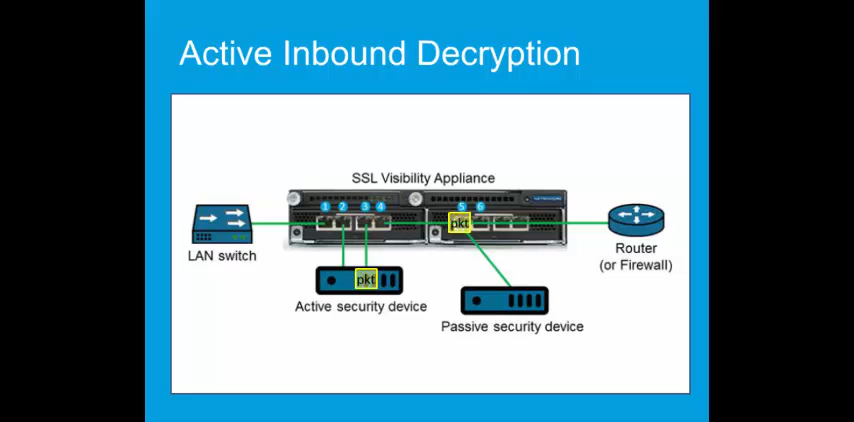 Active Inbound Decryption
SSL Visibility Appliance
1 2 3 4 5 6
pkt
LAN switch
Router
(or Firewall)
pkt
Active security device
Passive security device